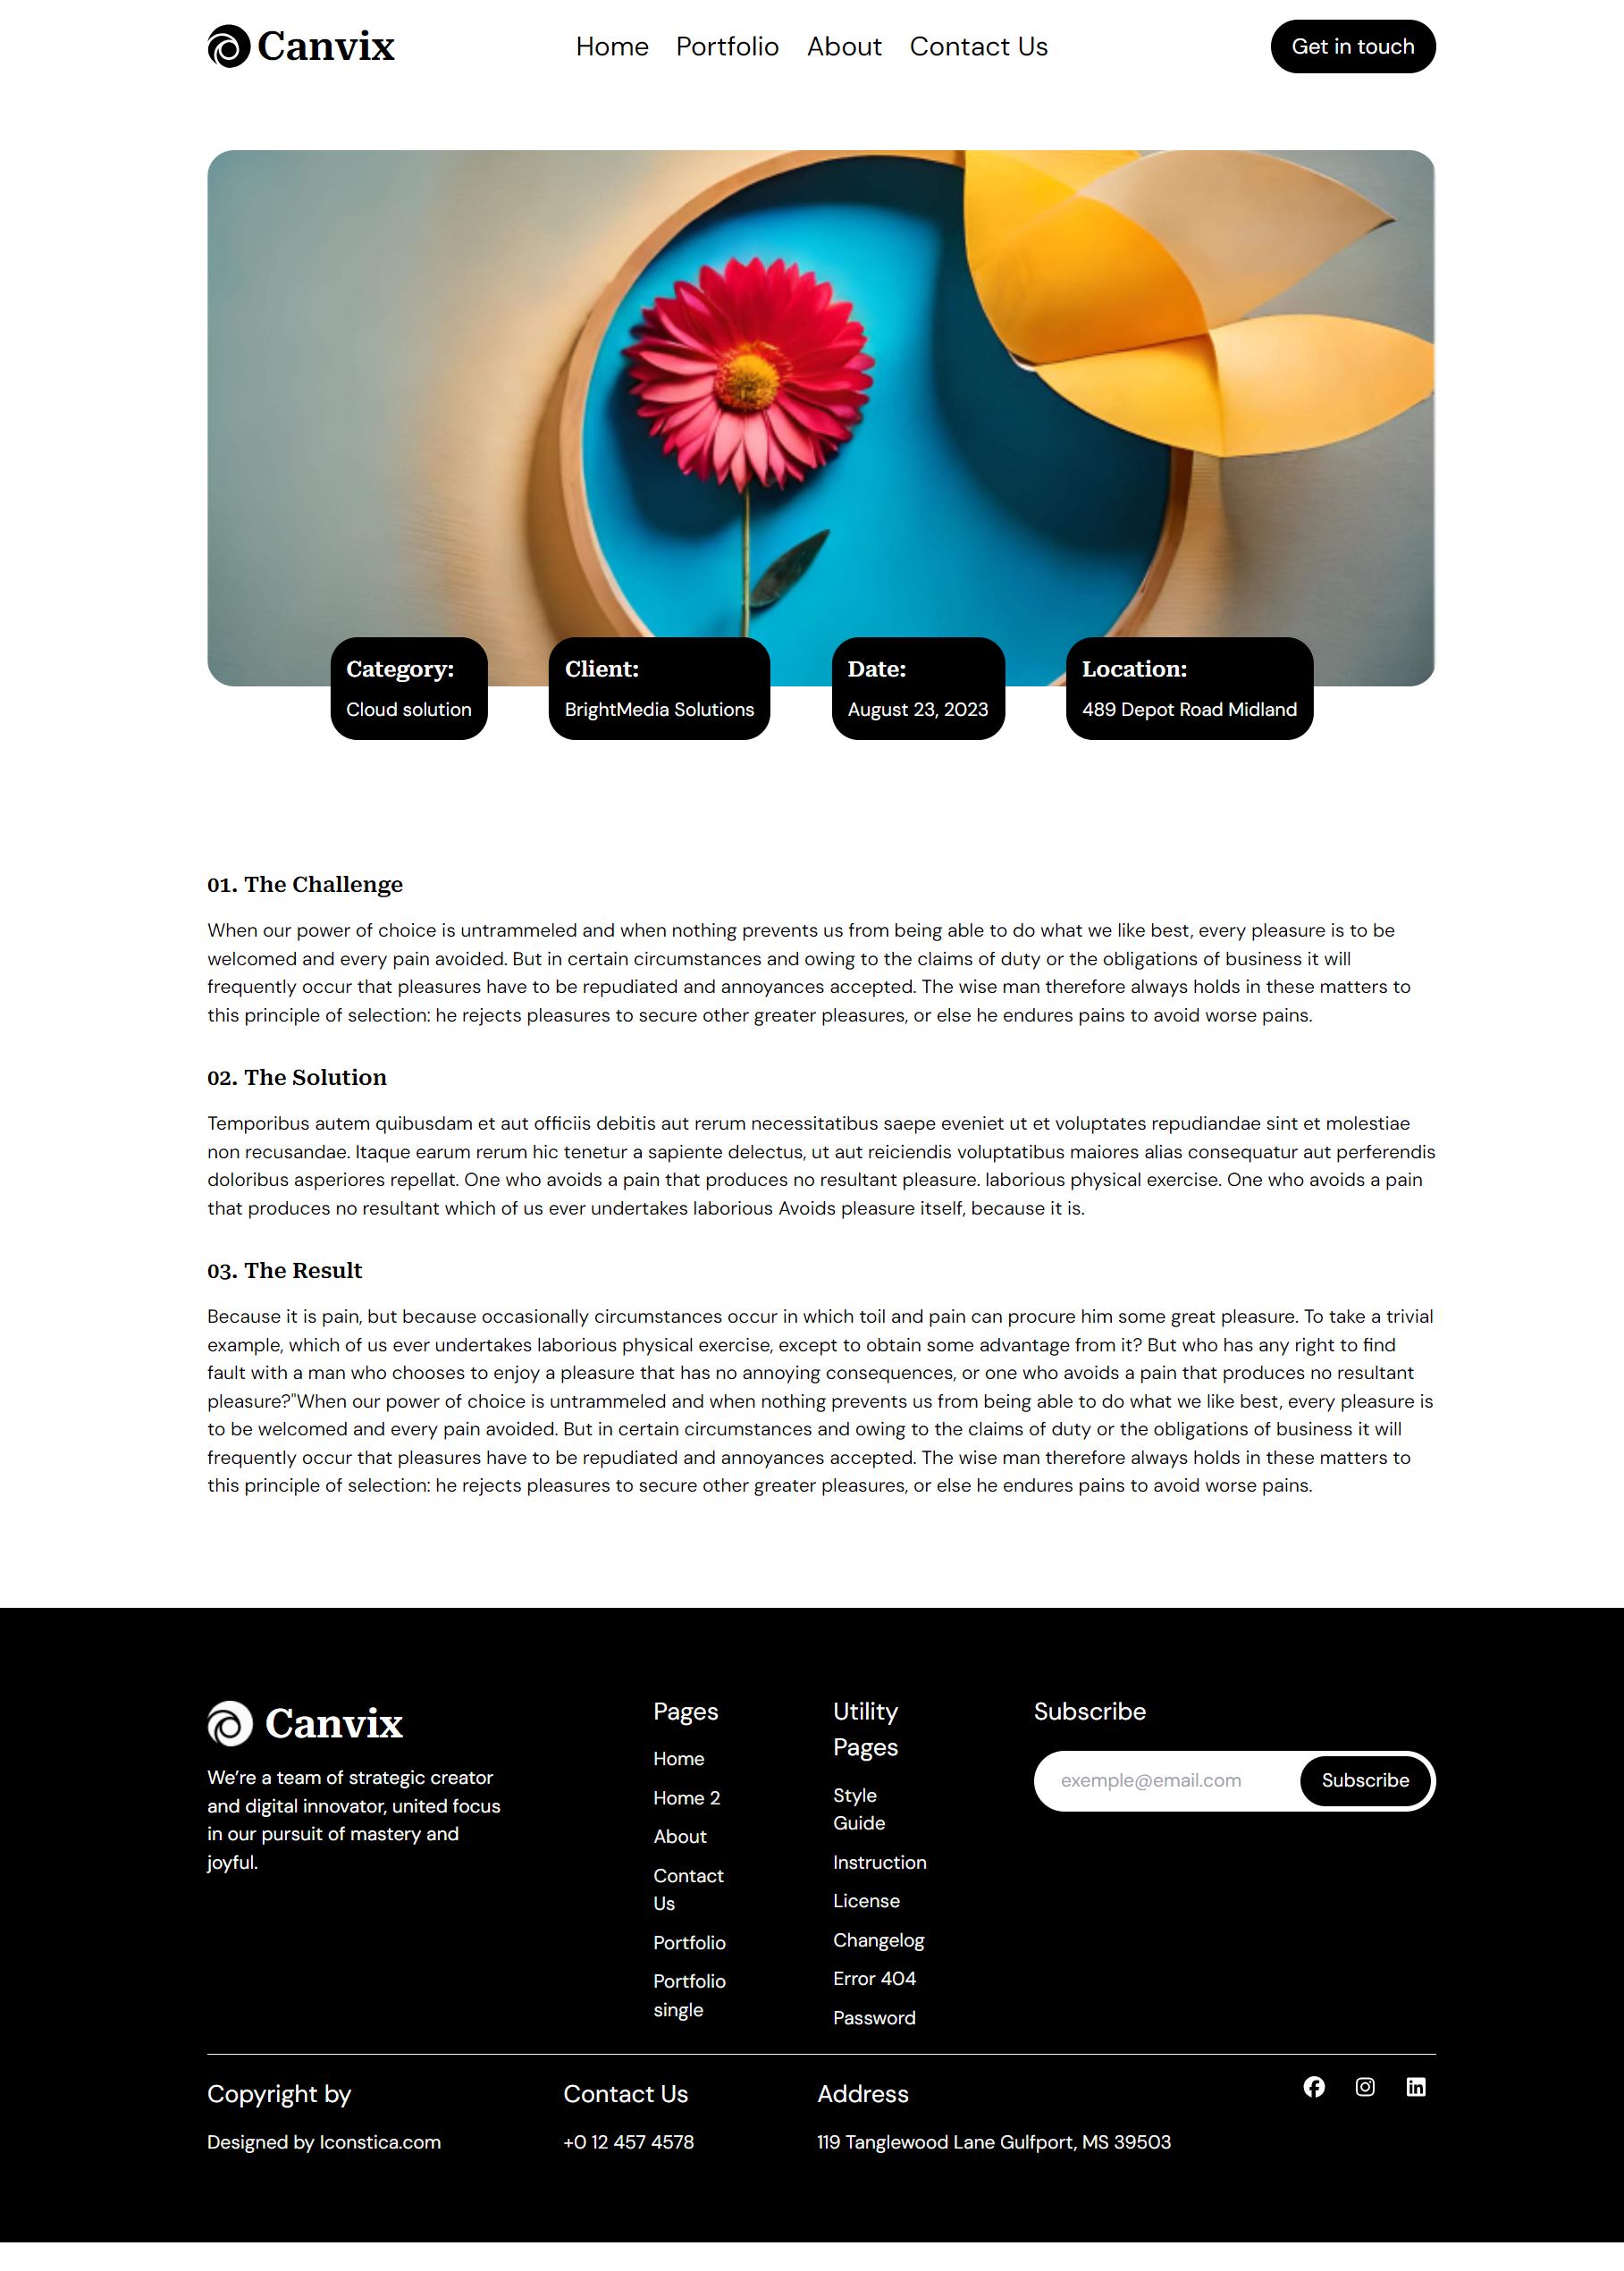 Canvix
Home Portfolio About Contact Us
Get in touch
Category:
Cloud solution
Client:
BrightMedia Solutions
Date:
August 23, 2023
Location:
489 Depot Road Midland
01. The Challenge
When our power of choice is untrammeled and when nothing prevents us from being able to do what we like best, every pleasure is to be
welcomed and every pain avoided. But in certain circumstances and owing to the claims of duty or the obligations of business it will
frequently occur that pleasures have to be repudiated and annoyances accepted. The wise man therefore always holds in these matters to
this principle of selection: he rejects pleasures to secure other greater pleasures, or else he endures pains to avoid worse pains.
02. The Solution
Temporibus autem quibusdam et aut officiis debitis aut rerum necessitatibus saepe eveniet ut et voluptates repudiandae sint et molestiae
non recusandae. Itaque earum rerum hic tenetur a sapiente delectus, ut aut reiciendis voluptatibus maiores alias consequatur aut perferendis
doloribus asperiores repellat. One who avoids a pain that produces no resultant pleasure. laborious physical exercise. One who avoids a pain
that produces no resultant which of us ever undertakes laborious Avoids pleasure itself, because it is.
03. The Result
Because it is pain, but because occasionally circumstances occur in which toil and pain can procure him some great pleasure. To take a trivial
example, which of us ever undertakes laborious physical exercise, except to obtain some advantage from it? But who has any right to find
fault with a man who chooses to enjoy a pleasure that has no annoying consequences, or one who avoids a pain that produces no resultant
pleasure?"When our power of choice is untrammeled and when nothing prevents us from being able to do what we like best, every pleasure is
to be welcomed and every pain avoided. But in certain circumstances and owing to the claims of duty or the obligations of business it will
frequently occur that pleasures have to be repudiated and annoyances accepted. The wise man therefore always holds in these matters to
this principle of selection: he rejects pleasures to secure other greater pleasures, or else he endures pains to avoid worse pains.
Canvix
We’re a team of strategic creator
and digital innovator, united focus
in our pursuit of mastery and
joyful.
Pages
Home
Home 2
About
Contact
Us
Portfolio
Portfolio
single
Utility
Pages
Style
Guide
Instruction
License
Changelog
Error 404
Password
Subscribe
exemple@email.com
Subscribe
Copyright by
Designed by Iconstica.com
Contact Us
+0 12 457 4578
Address
119 Tanglewood Lane Gulfport, MS 39503